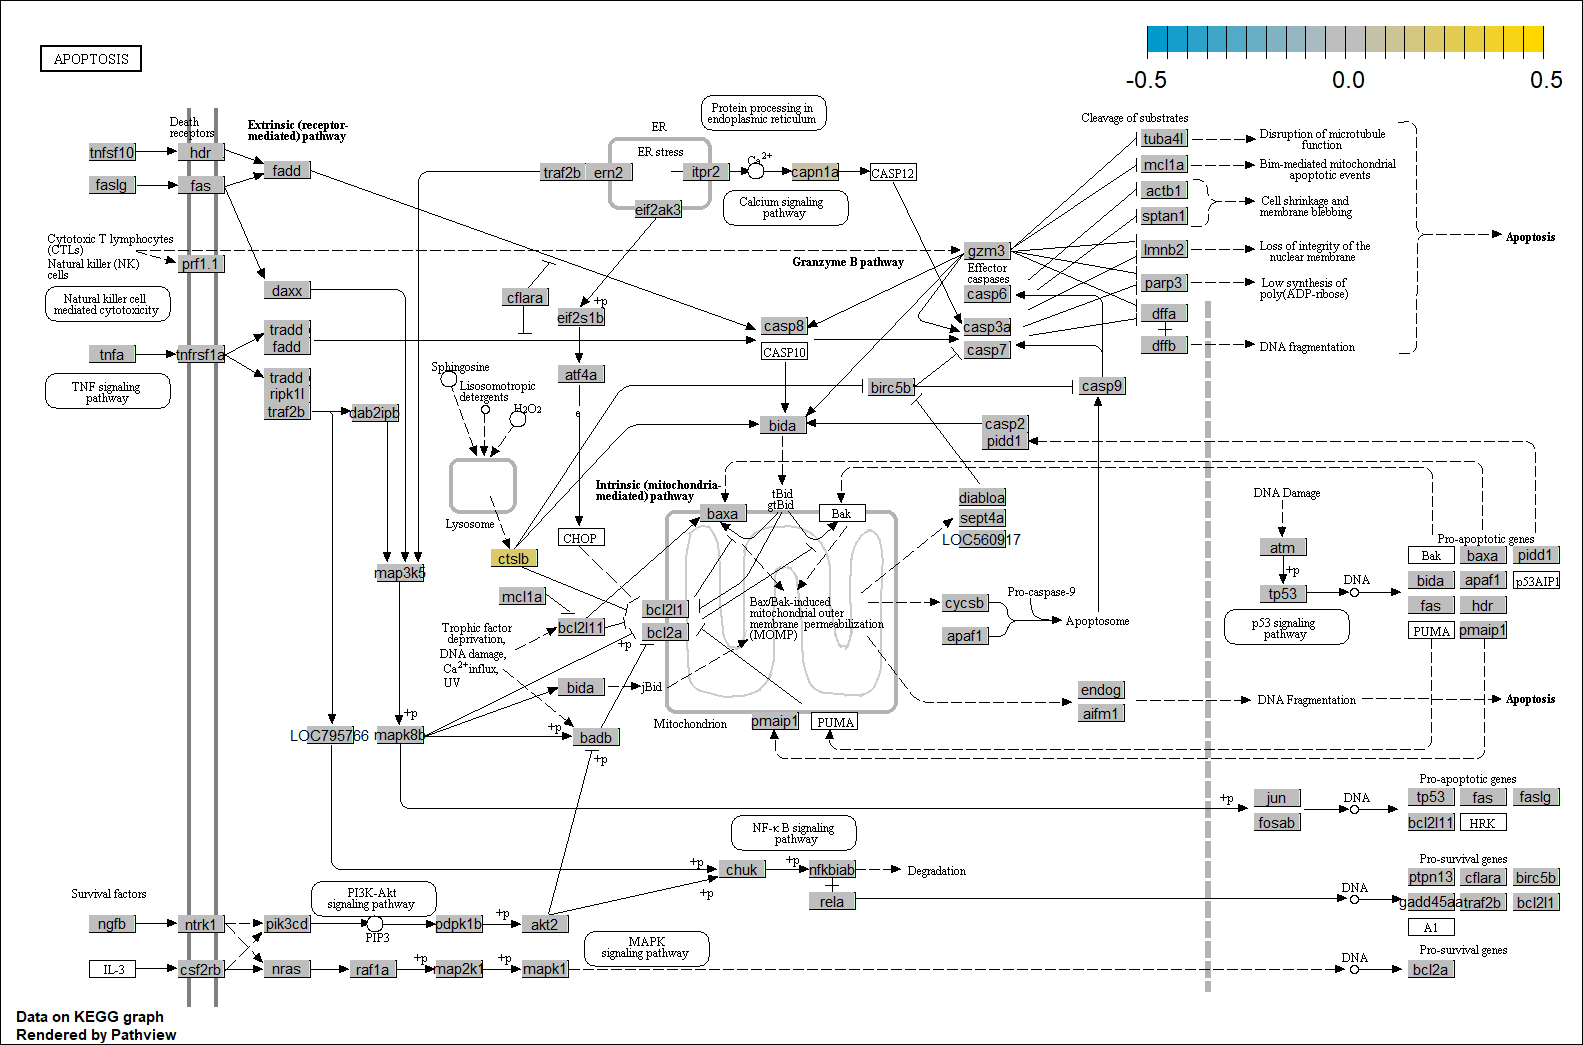 APOPTOSIS
-0.5
0.0
0.5
Death
receptors
Extrinsic (receptor-
mediated) pathway
tnfsf10
hdr
fadd
faslg
fas
Cytotoxic T lymphocytes
(CTLs)
Natural killer (NK)
cells
prf1.1
Natural killer cell
mediated cytotoxicity
daxx
tradd
fadd
tnfa
tnfrsf1a
TNF signaling
pathway
tradd
ripk1l
traf2b
dab2ipb
ER
ER stress
traf2b
ern2
itpr2
eif2ak3
Protein processing in
endoplasmic reticulum
Ca2+
capn1a
CASP12
Calcium signaling
pathway
cflara
+p
eif2s1b
atf4a
e
CHOP
Granzyme B pathway
gzm3
Effector
caspases
casp6
casp3a
casp7
casp8
CASP10
birc5b
casp9
bida
casp2
pidd1
Cleavage of substrates
tuba4l
mcl1a
actb1
sptan1
lmnb2
parp3
dffa
dffb
Disruption of microtubule
function
Bim-mediated mitochondrial
apoptotic events
Cell shrinkage and
membrane blebbing
Loss of integrity of the
nuclear membrane
Low synthesis of
poly(ADP-ribose)
DNA fragmentation
Apoptosis
Sphingosine
Lisosomotropic
detergents
H2O2
Lysosome
ctslb
Intrinsic (mitochondria-
mediated) pathway
tBid
gtBid
baxa
Bak
diabloa
sept4a
LOC560917
map3k5
mcl1a
bcl2l11
+p
bcl2l1
bcl2a
Bax/Bak-induced
mitochondrial outer
membrane permeabilization
(MOMP)
cycsb
apaf1
Pro-caspase-9
Apoptosome
Trophic factor
deprivation,
DNA damage,
Ca2+influx,
UV
bida
jBid
Mitochondrion
pmaip1
PUMA
endog
aifm1
DNA Fragmentation
Apoptosis
DNA Damage
atm
+p
tp53
DNA
p53 signaling
pathway
Pro-apoptotic genes
Bak
baxa
pidd1
bida
apaf1
p53AIP1
fas
hdr
PUMA
pmaip1
LOC795766
+p
mapk8b
+p
badb
+p
+p
jun
fosab
DNA
Pro-apoptotic genes
tp53
fas
faslg
bcl2l11
HRK
NF-κB signaling
pathway
+p
chuk
+p
nfkbiab
Degradation
+p
rela
DNA
Pro-survival genes
ptpn13
cflara
birc5b
gadd45aa
traf2b
bcl2l1
A1
Survival factors
PI3K-Akt
signaling pathway
ngfb
ntrk1
pik3cd
PIP3
pdpk1b
+p
akt2
MAPK
signaling pathway
IL-3
csf2rb
nras
raf1a
+p
map2k1
+p
mapk1
DNA
Pro-survival genes
bcl2a
Data on KEGG graph
Rendered by Pathview